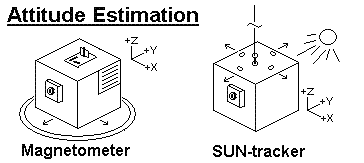 Attitude Estimation
+Z
+Y
+X
+Z
+Y
+X
Magnetometer
SUN-tracker